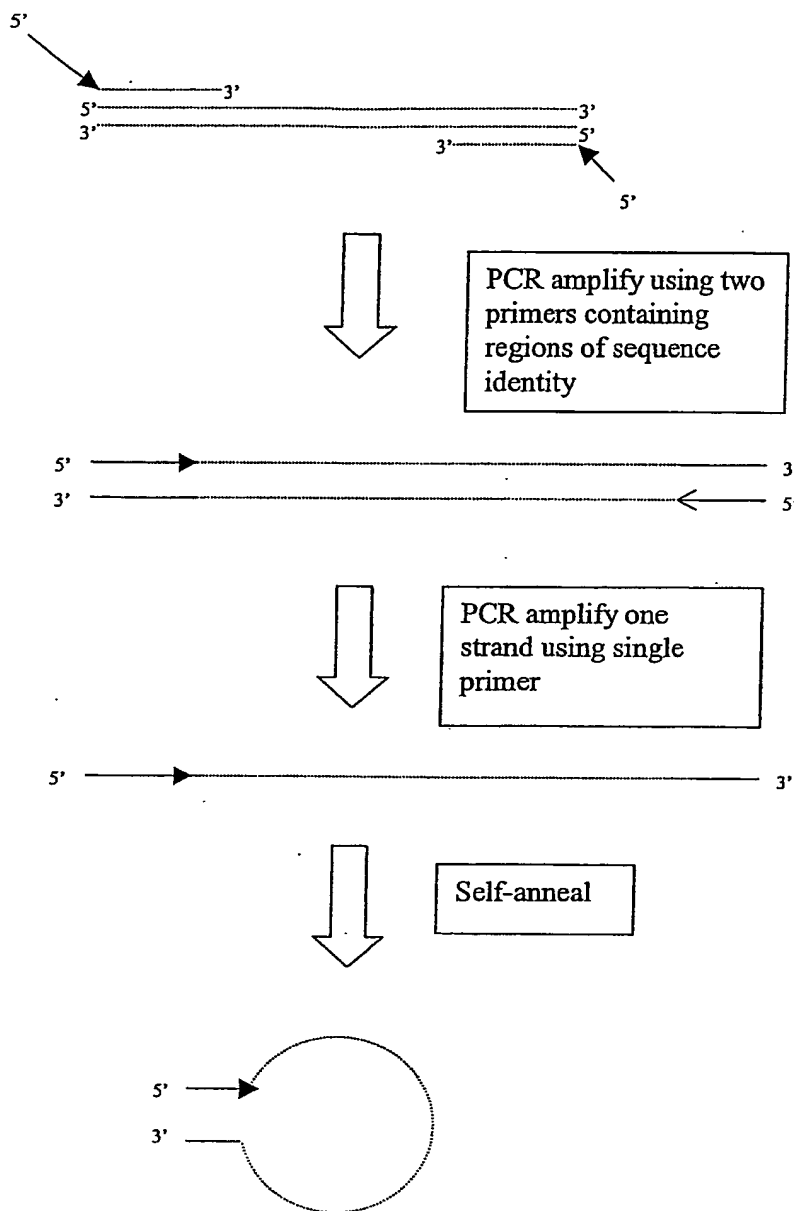 5'
3'
5' 3'
3' 5'
3'
5'
PCR amplify using two
primers containing
regions of sequence
identity
5' 3'
3' 5'
PCR amplify one
strand using single
primer
5' 3'
Self-anneal
5'
3'